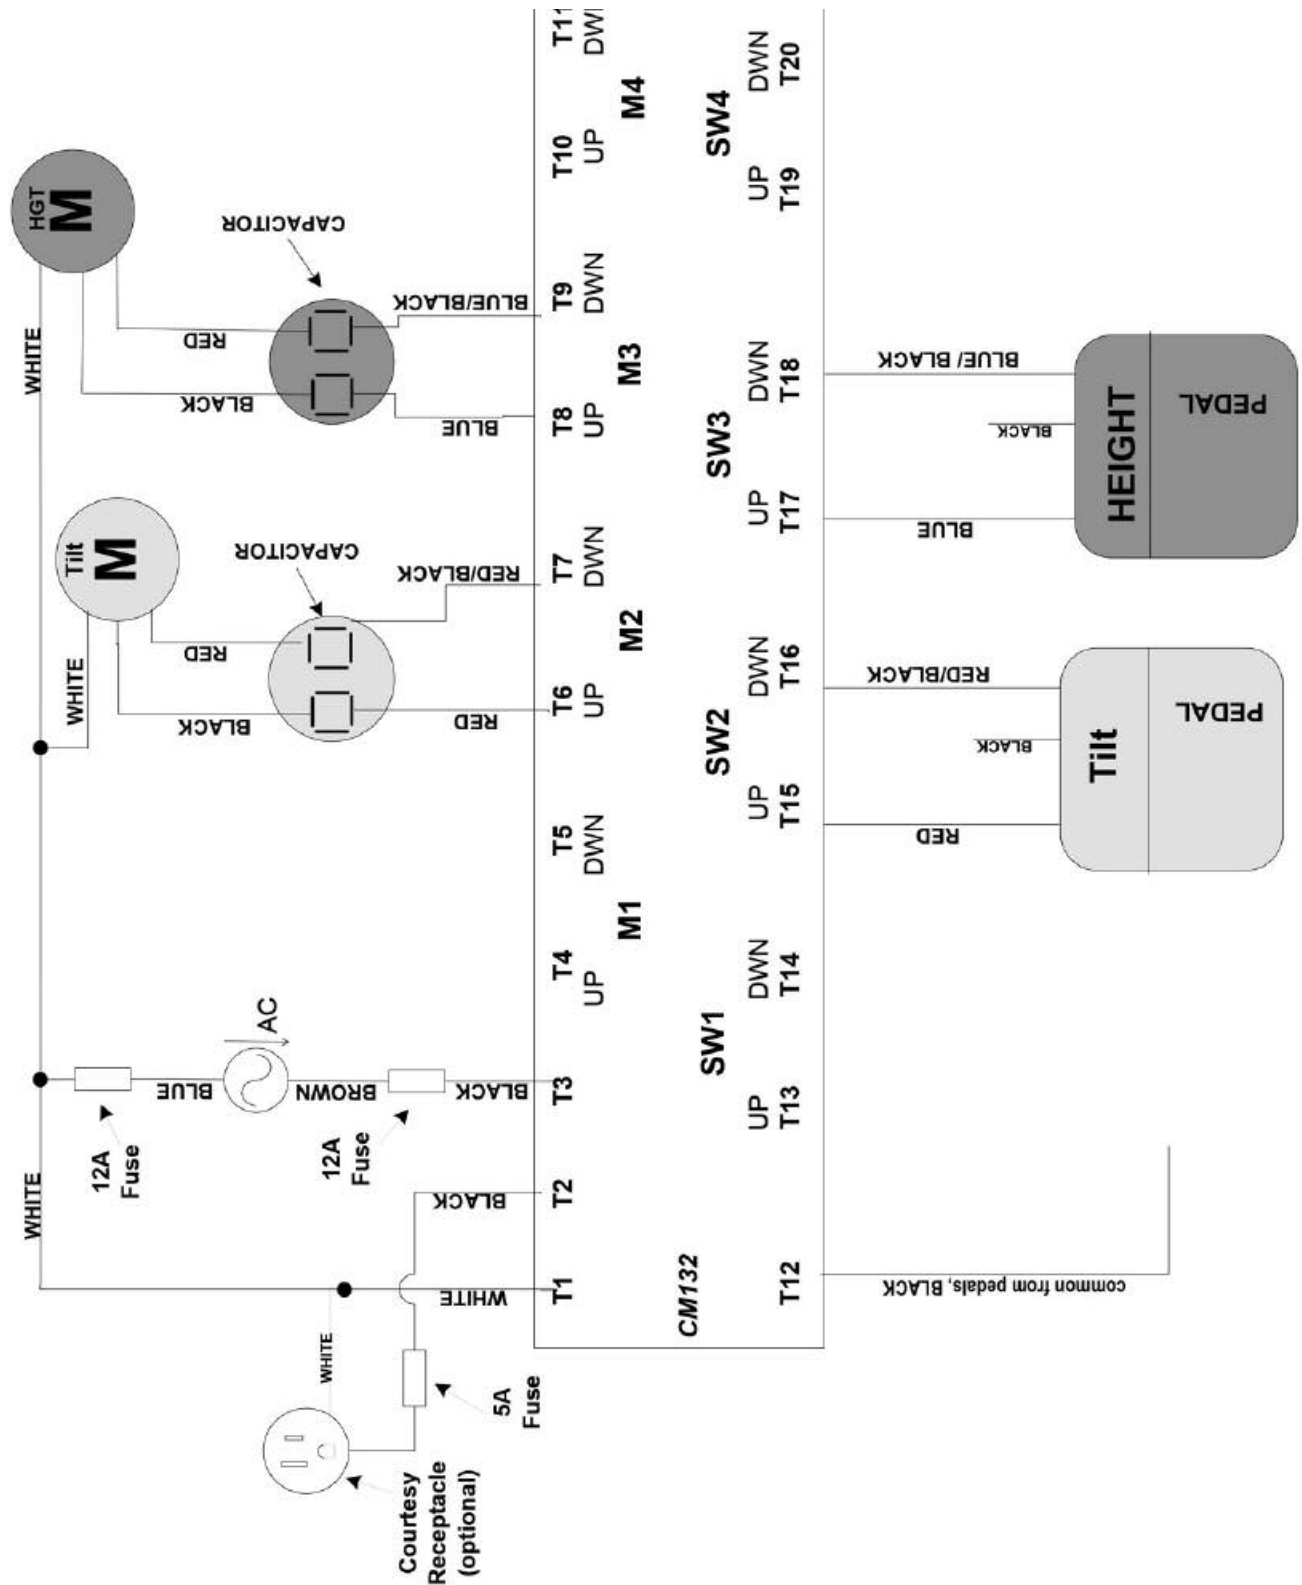 HGT
M
WHITE
CAPACITOR
RED
BLACK
BLUE/BLACK
BLUE
Tilt
M
WHITE
CAPACITOR
RED
BLACK
RED/BLACK
RED
AC
12A
Fuse
BLUE
BROWN
12A
Fuse
BLACK
WHITE
BLACK
WHITE
WHITE
5A
Fuse
Courtesy
Receptacle
(optional)
T1
T2
T3
T4
UP
T5
DWN
M1
T6
UP
T7
DWN
M2
T8
UP
T9
DWN
M3
T10
UP
T11
M4
CM132
T12
SW1
UP
T13
DWN
T14
SW2
UP
T15
DWN
T16
SW3
UP
T17
DWN
T18
SW4
UP
T19
DWN
T20
common from pedals, BLACK
RED
BLACK
RED/BLACK
Tilt
PEDAL
BLUE
BLACK
BLUE/ BLACK
HEIGHT
PEDAL